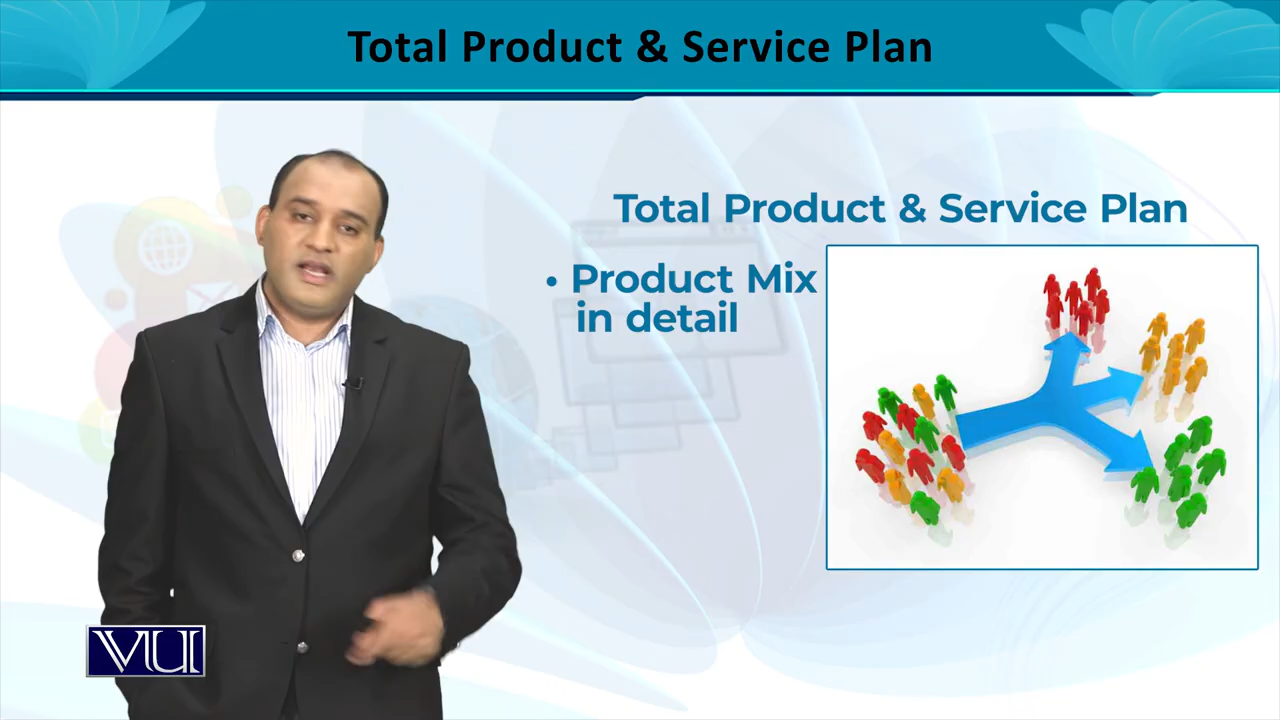 Total Product & Service Plan
Total Product & Service Plan
• Product Mix
in detail
VU